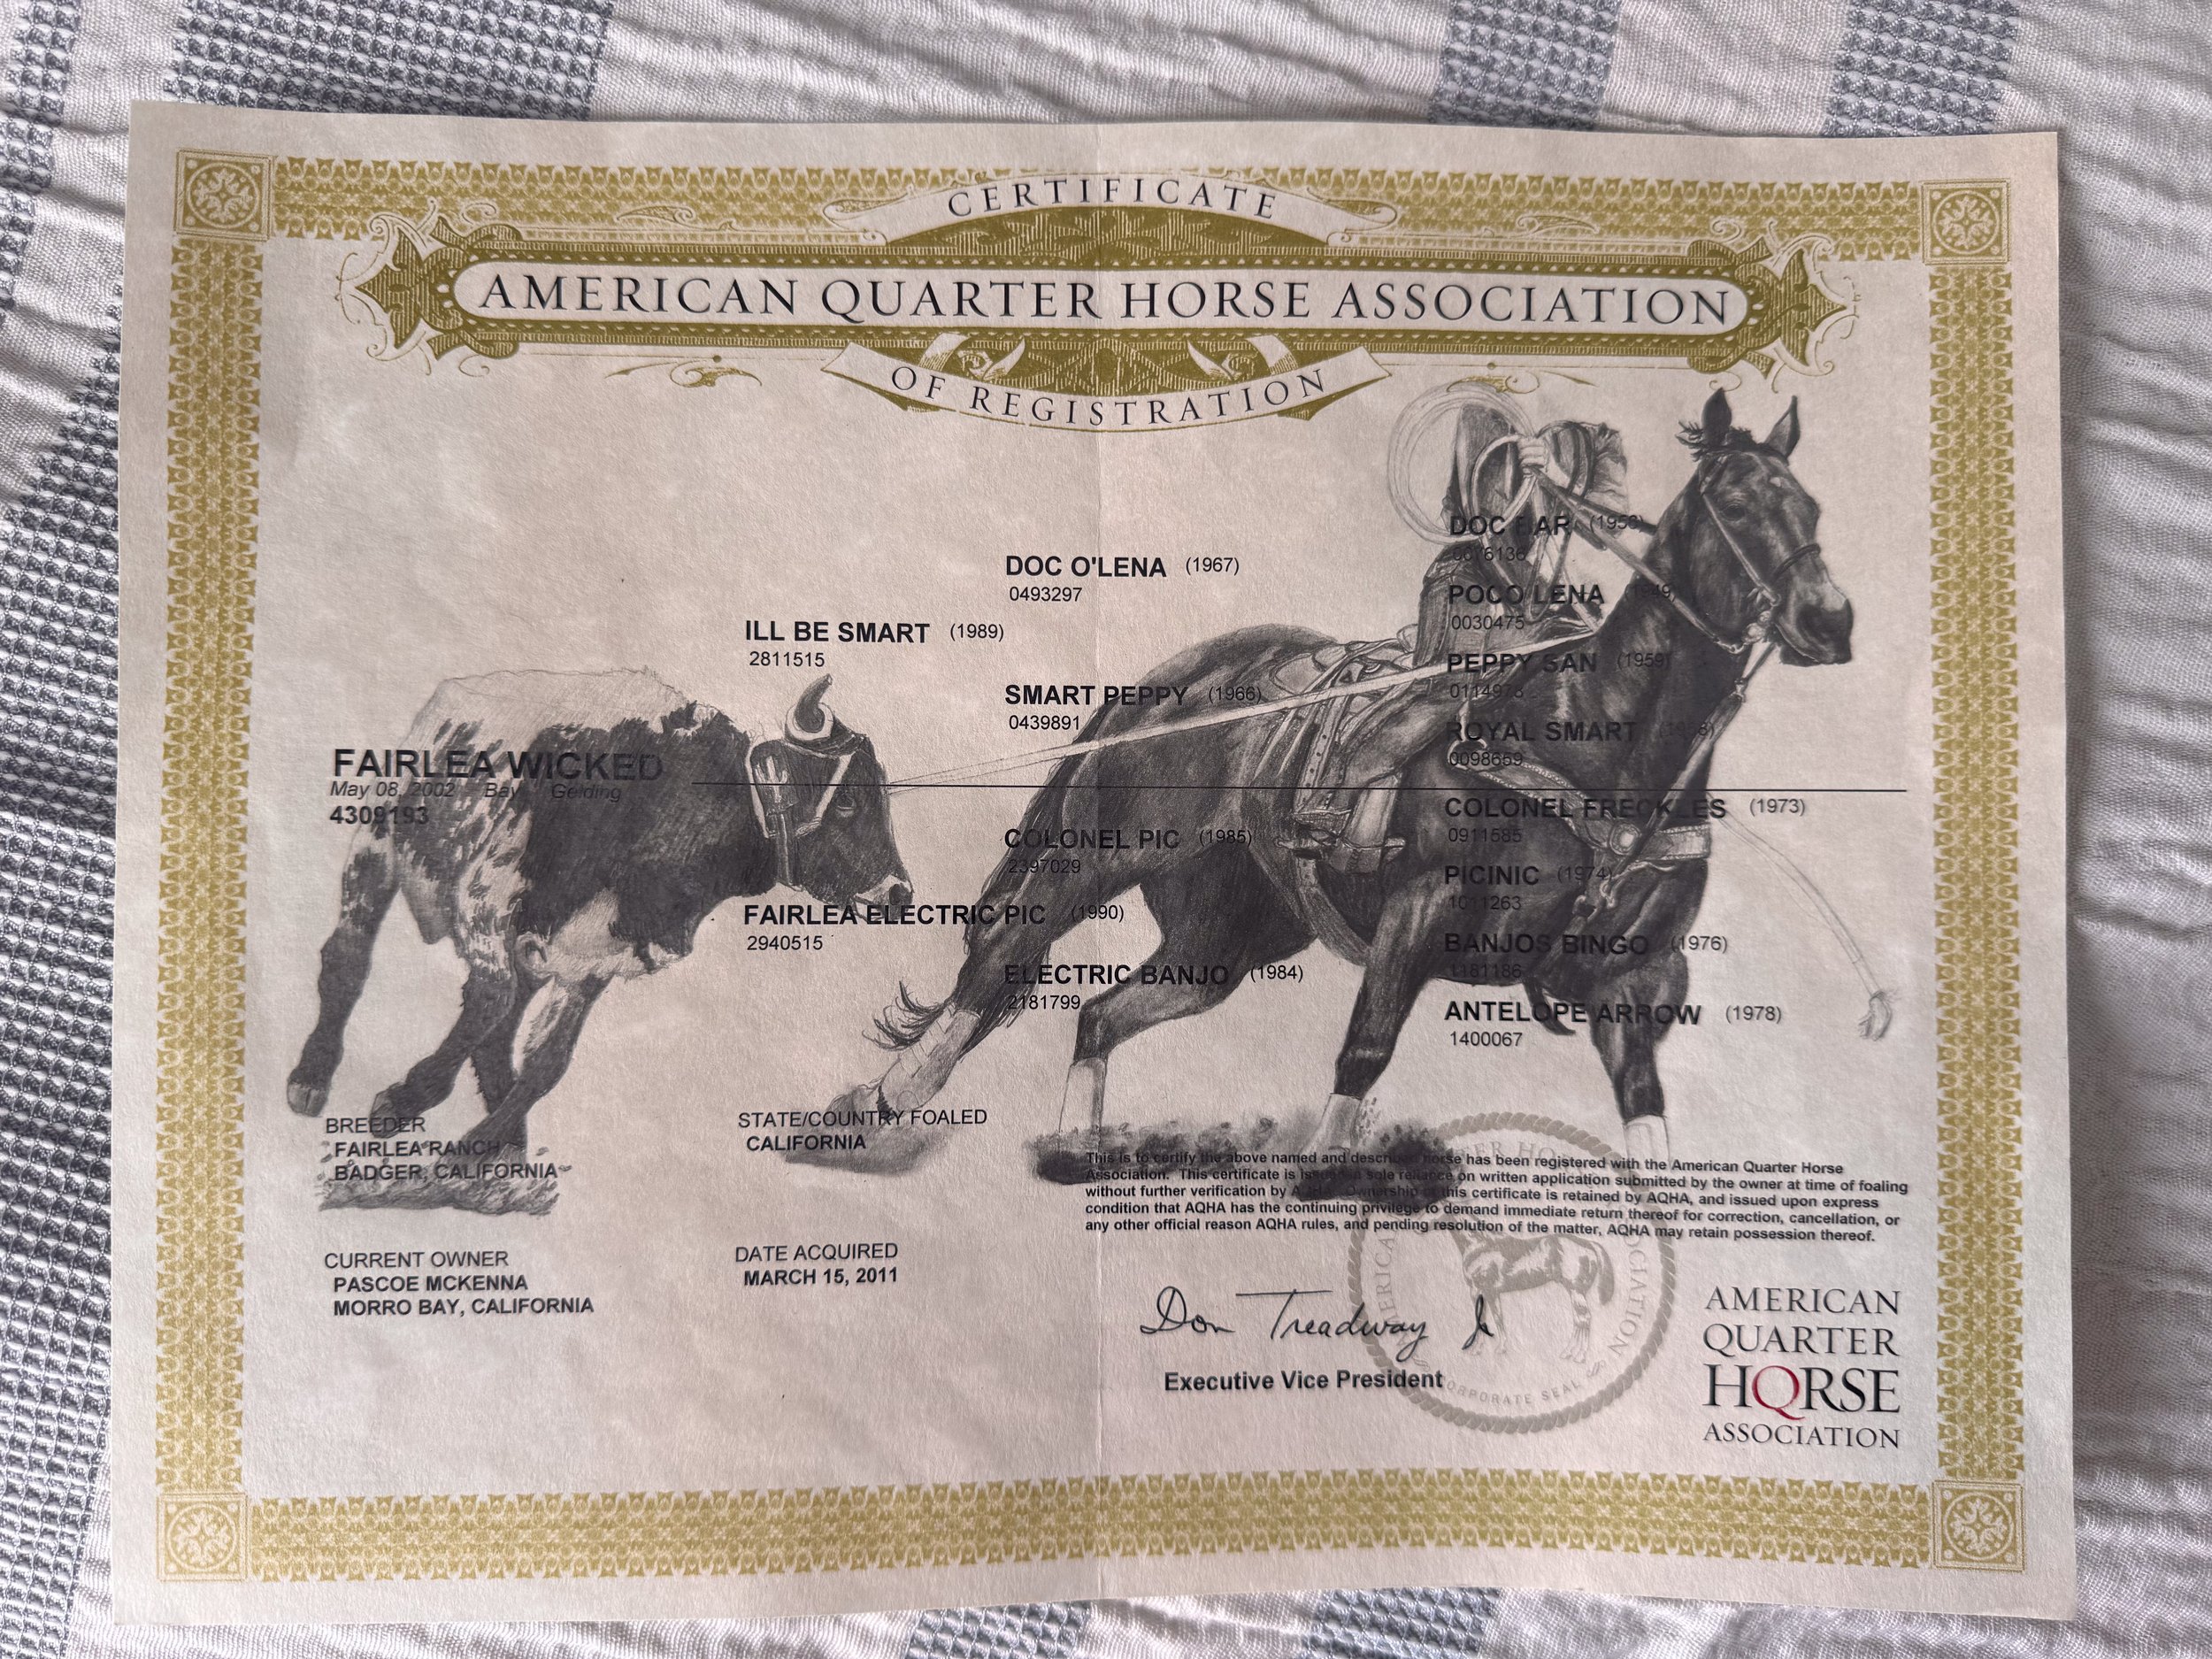 CERTIFICATE
AMERICAN QUARTER HORSE ASSOCIATION
OF REGISTRATION
FAIRLEA WICKED
May 08, 2002 Bay Gelding
4309193
ILL BE SMART (1989)
2811515
FAIRLEA ELECTRIC PIC (1990)
2940515
DOC O'LENA (1967)
0493297
SMART PEPPY (1966)
0439891
COLONEL PIC (1985)
2397029
ELECTRIC BANJO (1984)
2181799
DOC BAR (1956)
0076136
POCO LENA
0030475
PEPPY SAN (1959)
ROYAL SMART
0098659
COLONEL FRECKLES (1973)
0911585
PICINIC (1974)
1011263
BANJOS BINGO (1976)
1181186
ANTELOPE ARROW (1978)
1400067
BREEDER
FAIRLEA RANCH
BADGER, CALIFORNIA
STATE/COUNTRY FOALED
CALIFORNIA
CURRENT OWNER
PASCOE MCKENNA
MORRO BAY, CALIFORNIA
DATE ACQUIRED
MARCH 15, 2011
This is to certify the above named and described horse has been registered with the American Quarter Horse
Association. This certificate is issued in sole reliance on written application submitted by the owner at time of foaling
without further verification by AQHA. Ownership of this certificate is retained by AQHA, and issued upon express
condition that AQHA has the continuing privilege to demand immediate return thereof for correction, cancellation, or
any other official reason AQHA rules, and pending resolution of the matter, AQHA may retain possession thereof.
Don Treadway Jr
Executive Vice President
CORPORATE SEAL
AMERICAN
QUARTER
HORSE
ASSOCIATION